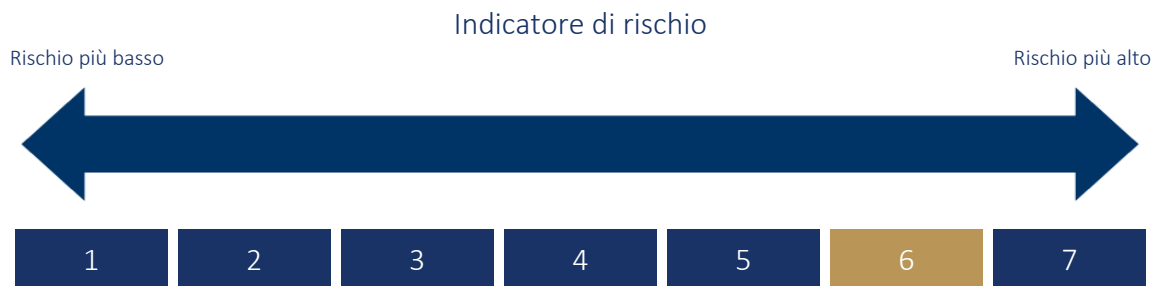 Indicatore di rischio
Rischio più basso Rischio più alto
1 2 3 4 5 6 7